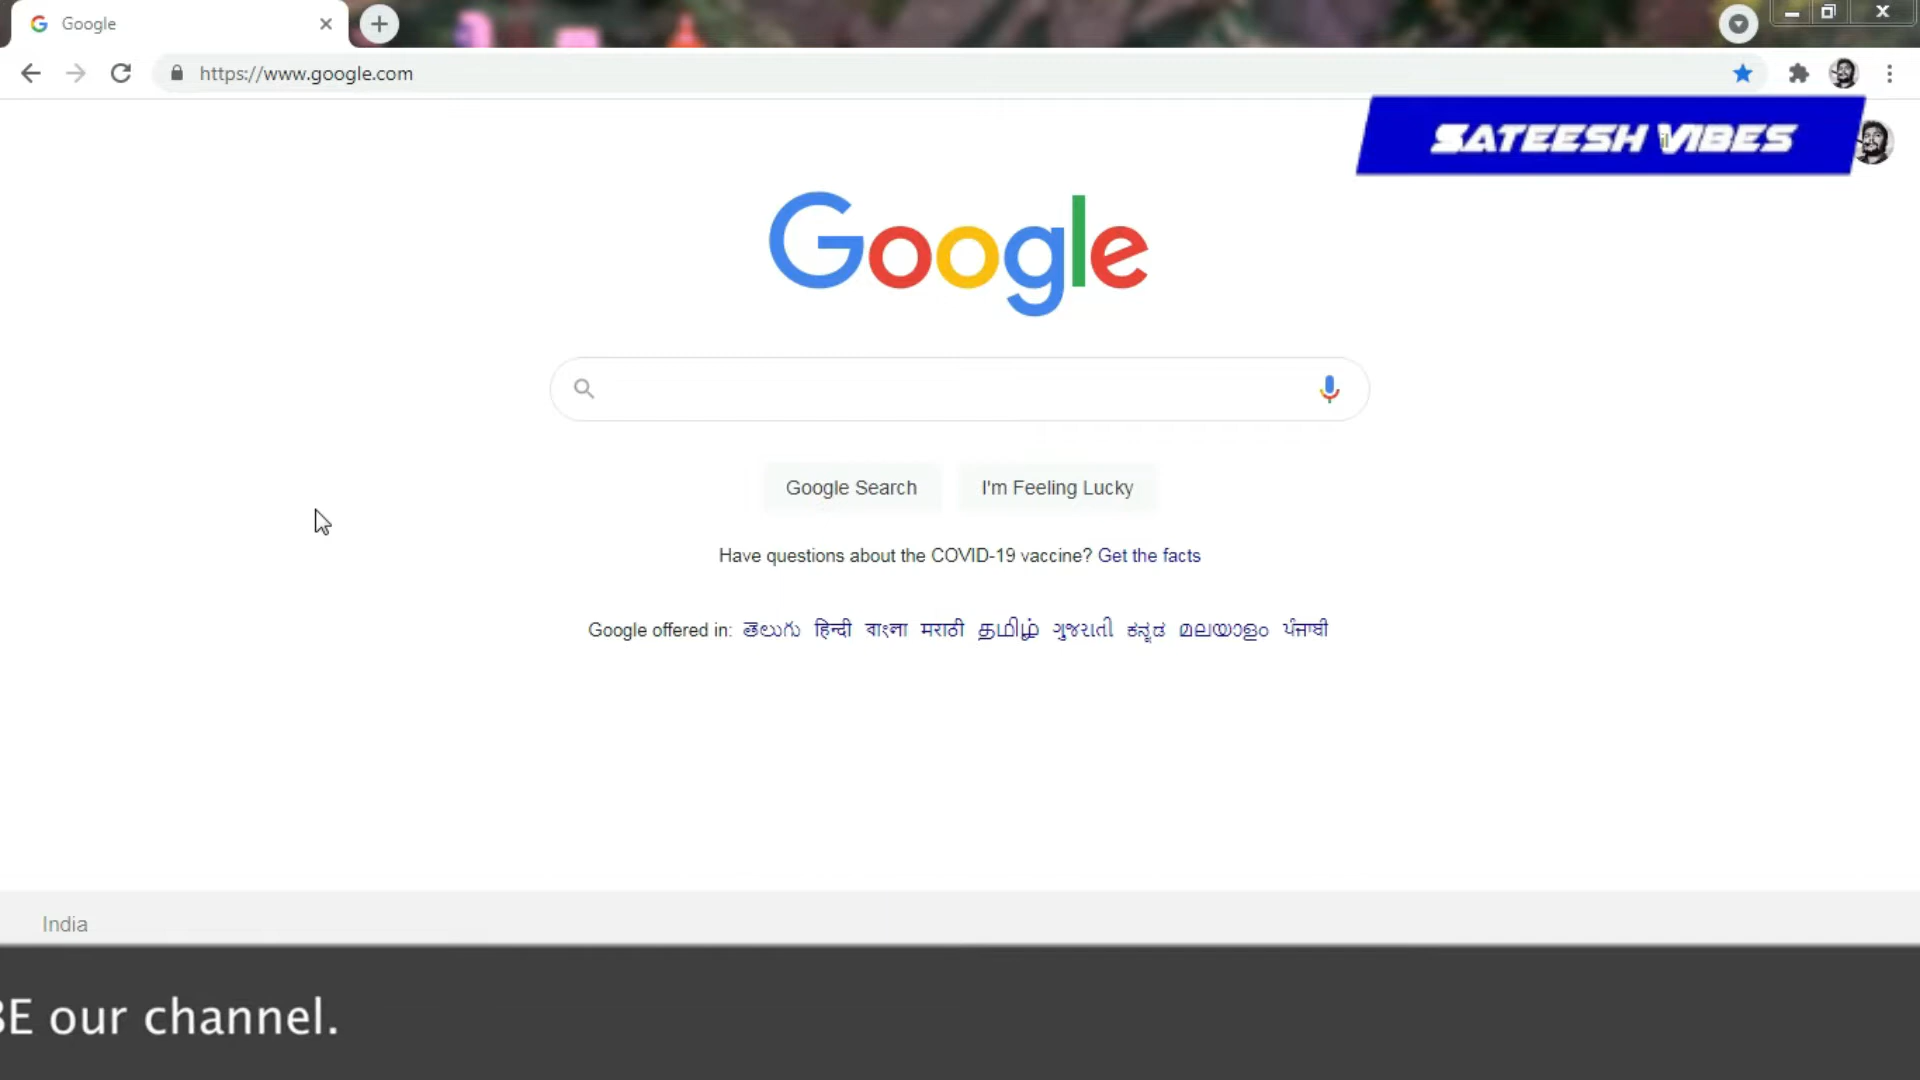 Google
https://www.google.com
SATEESH VIBES
Google
Google Search
I'm Feeling Lucky
Have questions about the COVID-19 vaccine? Get the facts
Google offered in: తెలుగు हिन्दी বাংলা मराठी தமிழ் ગુજરાતી ಕನ್ನಡ മലയാളം ਪੰਜਾਬੀ
India
BE our channel.